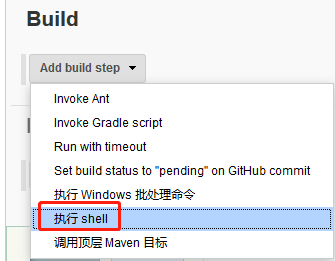 Build
Add build step
Invoke Ant
Invoke Gradle script
Run with timeout
Set build status to "pending" on GitHub commit
执行 Windows 批处理命令
执行 shell
调用顶层 Maven 目标